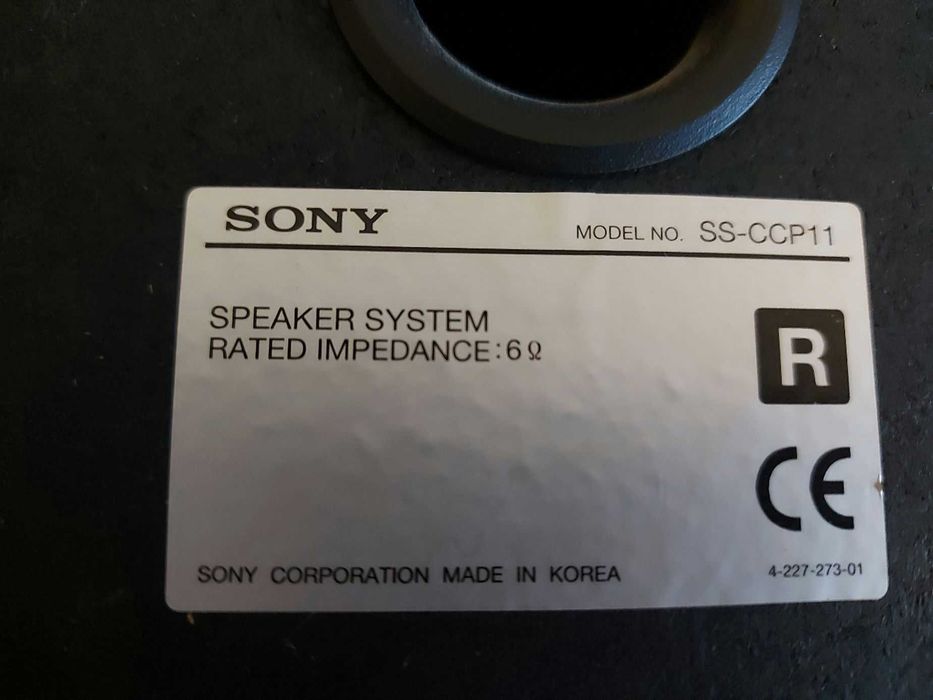 SONY
MODEL NO. SS-CCP11
SPEAKER SYSTEM
RATED IMPEDANCE:6Ω
R
CE
SONY CORPORATION MADE IN KOREA
4-227-273-01